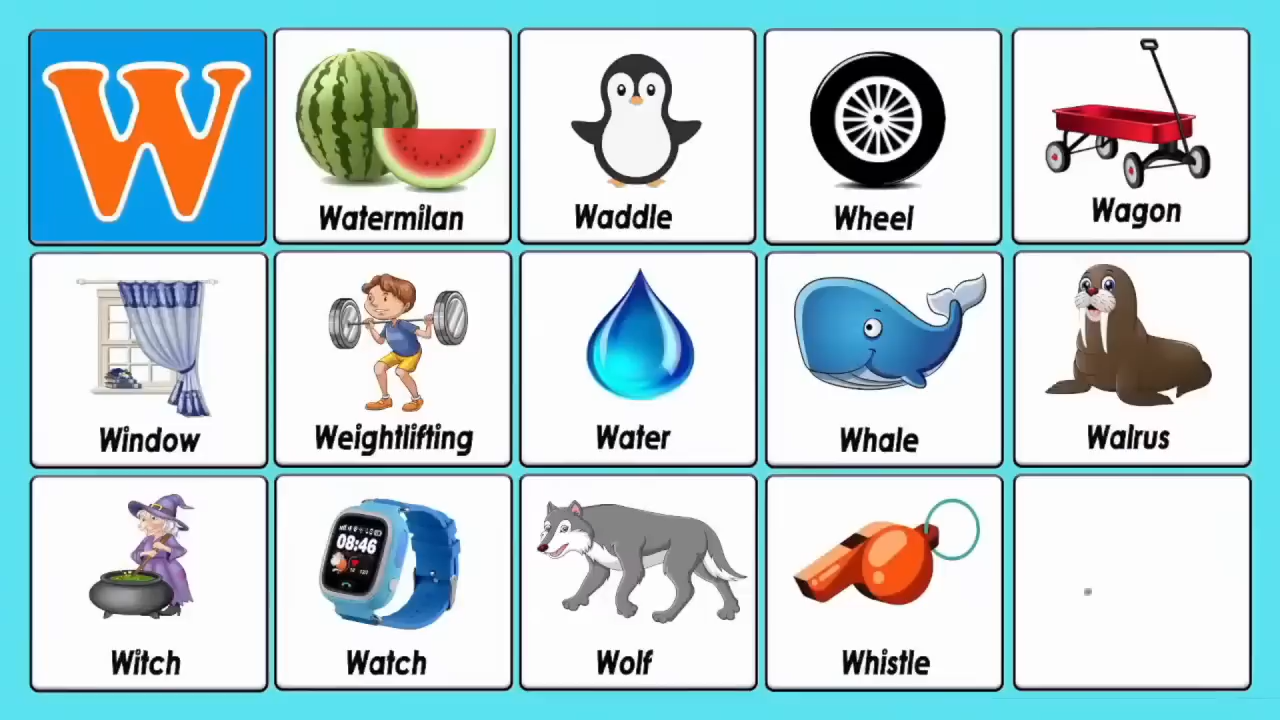 W
Watermilan
Waddle
Wheel
Wagon
Window
Weightlifting
Water
Whale
Walrus
08:46
Witch
Watch
Wolf
Whistle